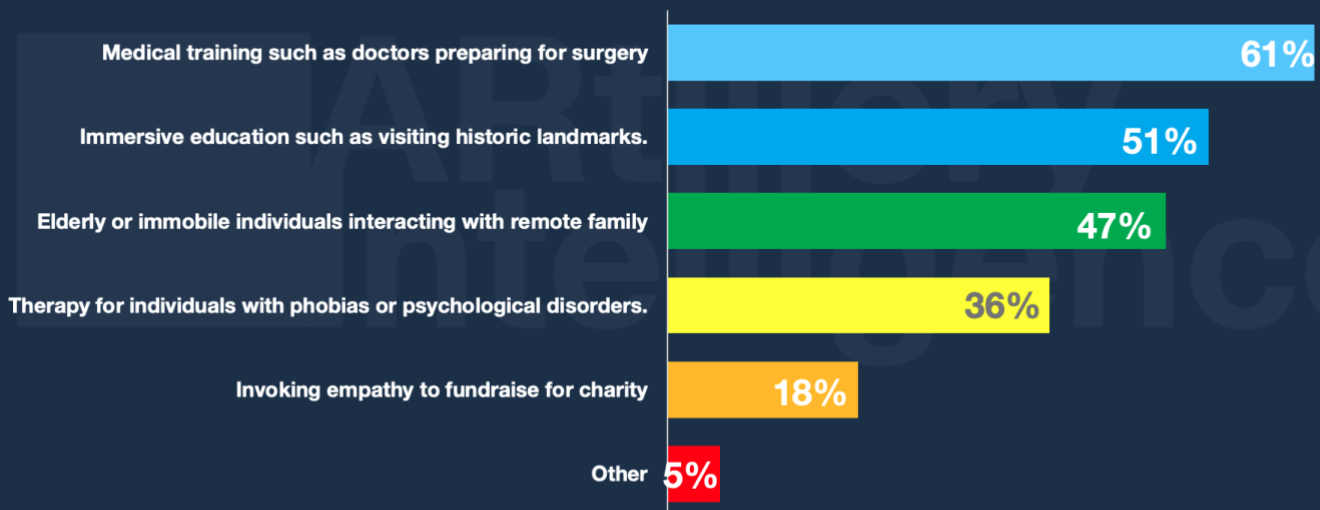 Medical training such as doctors preparing for surgery 61%
Immersive education such as visiting historic landmarks. 51%
Elderly or immobile individuals interacting with remote family 47%
Therapy for individuals with phobias or psychological disorders. 36%
Invoking empathy to fundraise for charity 18%
Other 5%
ARtillery
Intelligence